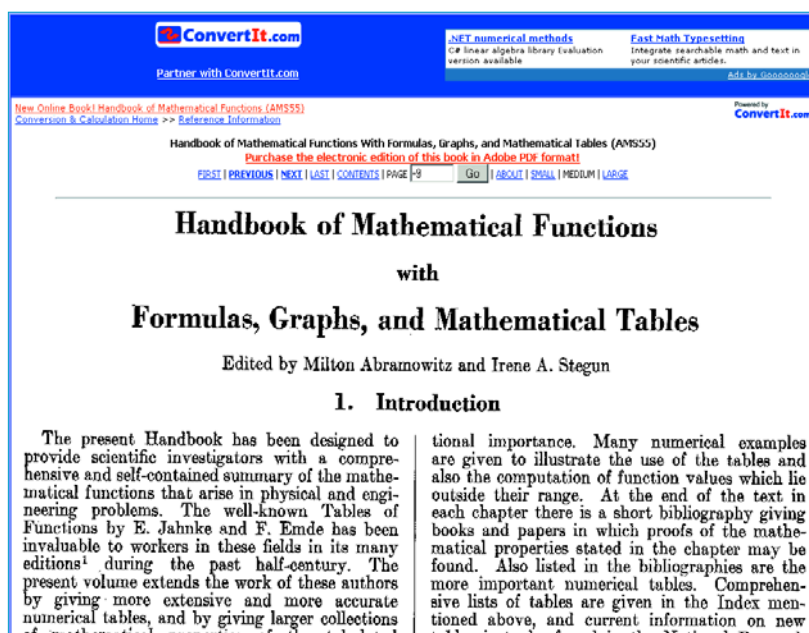 ConvertIt.com
Partner with ConvertIt.com
.NET numerical methods
C# linear algebra library Evaluation
version available
Fast Math Typesetting
Integrate searchable math and text in
your scientific articles.
Ads by Goooooogle
New Online Book! Handbook of Mathematical Functions (AMS55)
Conversion & Calculation Home >> Reference Information
Powered by
ConvertIt.com
Handbook of Mathematical Functions With Formulas, Graphs, and Mathematical Tables (AMS55)
Purchase the electronic edition of this book in Adobe PDF format!
FIRST | PREVIOUS | NEXT | LAST | CONTENTS | PAGE -9 Go | ABOUT | SMALL | MEDIUM | LARGE
Handbook of Mathematical Functions
with
Formulas, Graphs, and Mathematical Tables
Edited by Milton Abramowitz and Irene A. Stegun
1. Introduction
The present Handbook has been designed to
provide scientific investigators with a compre-
hensive and self-contained summary of the mathe-
matical functions that arise in physical and engi-
neering problems. The well-known Tables of
Functions by E. Jahnke and F. Emde has been
invaluable to workers in these fields in its many
editions¹ during the past half-century. The
present volume extends the work of these authors
by giving more extensive and more accurate
numerical tables, and by giving larger collections
of mathematical properties of the tabulated
tional importance. Many numerical examples
are given to illustrate the use of the tables and
also the computation of function values which lie
outside their range. At the end of the text in
each chapter there is a short bibliography giving
books and papers in which proofs of the mathe-
matical properties stated in the chapter may be
found. Also listed in the bibliographies are the
more important numerical tables. Comprehen-
sive lists of tables are given in the Index men-
tioned above, and current information on new